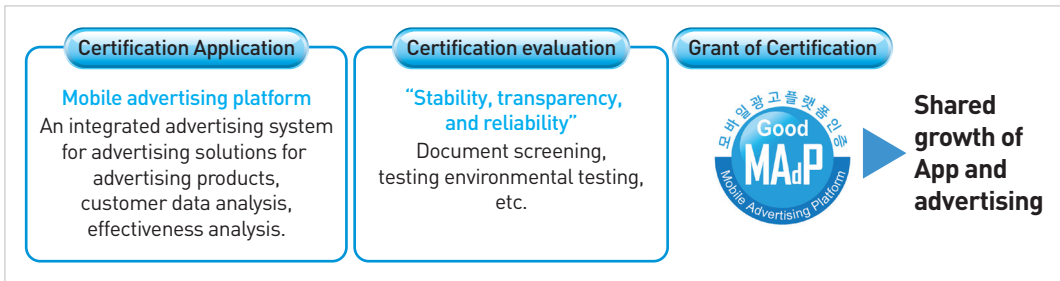 Certification Application
Mobile advertising platform
An integrated advertising system
for advertising solutions for
advertising products,
customer data analysis,
effectiveness analysis.
Certification evaluation
“Stability, transparency,
and reliability”
Document screening,
testing environmental testing,
etc.
Grant of Certification
모바일광고플랫폼인증
Good
MAdP
Mobile Advertising Platform
Shared
growth of
App and
advertising